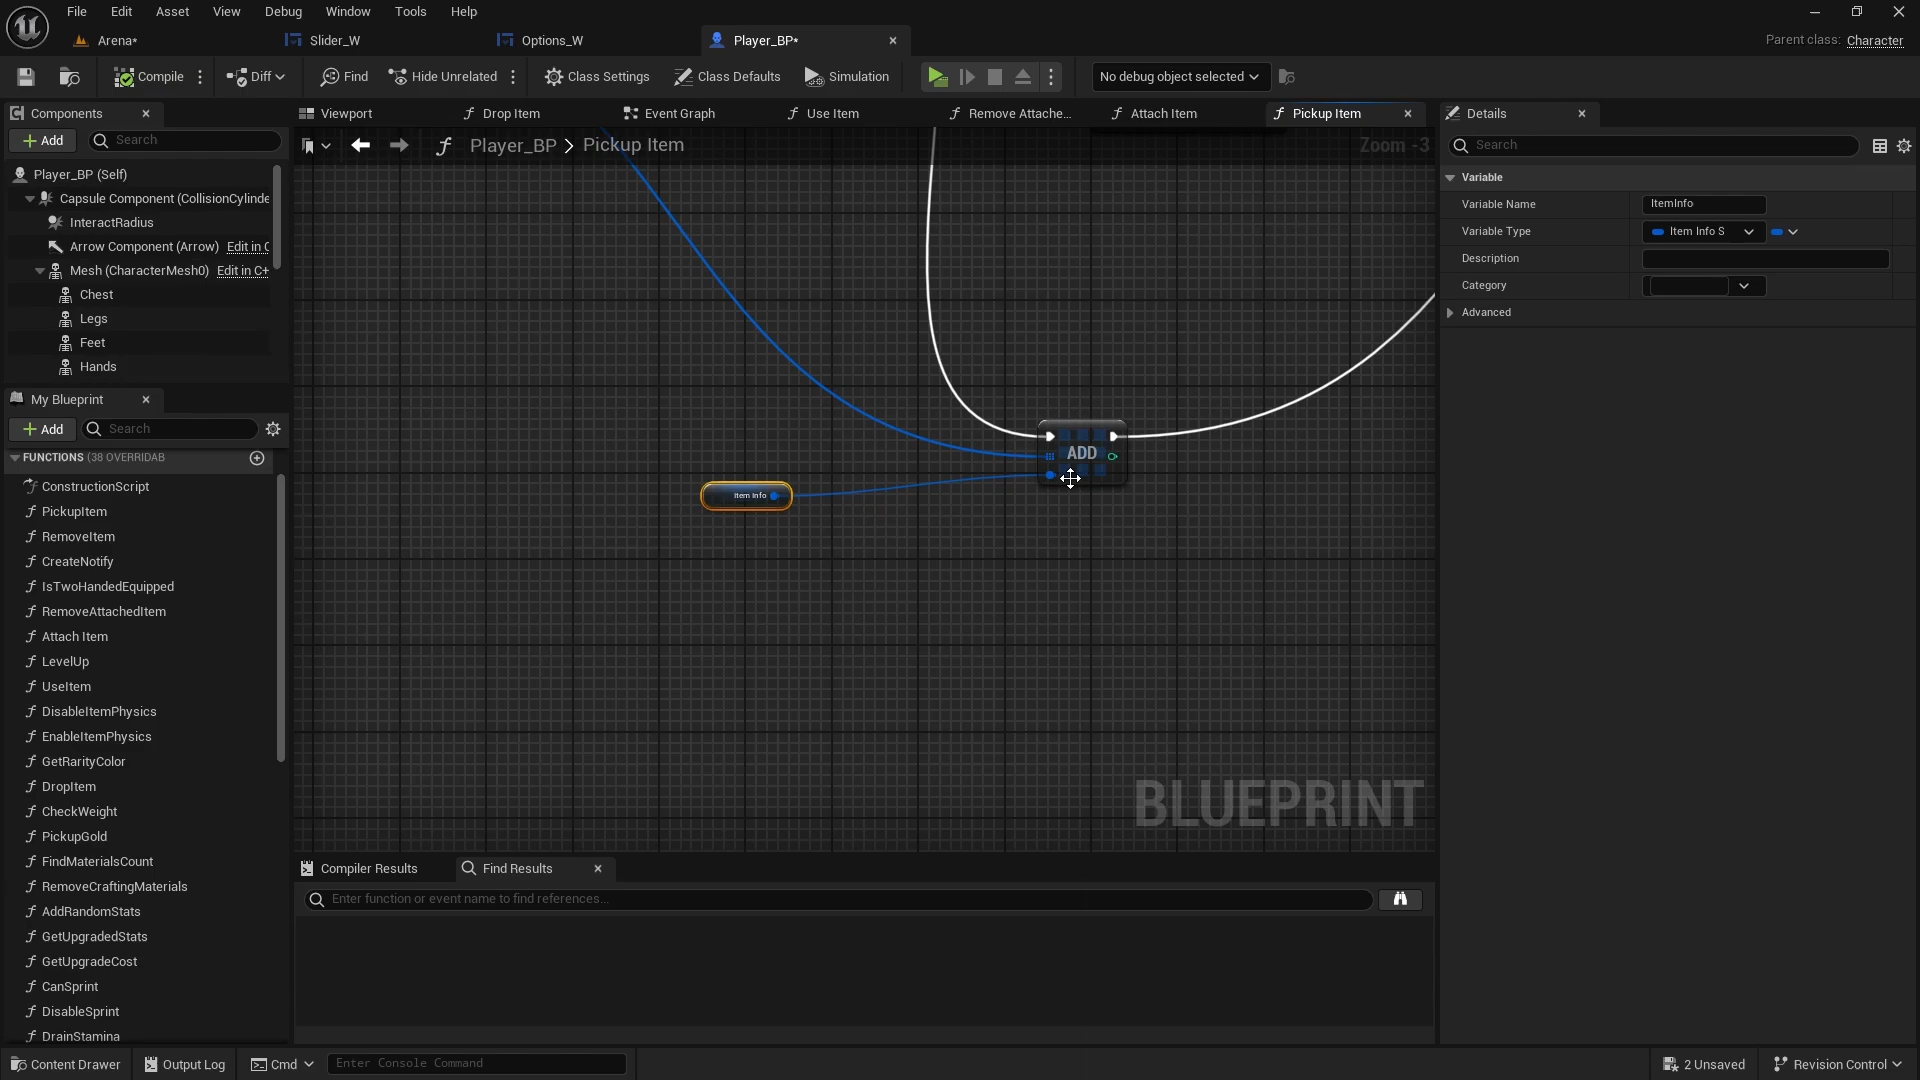 File Edit Asset View Debug Window Tools Help
Arena* Slider_W Options_W Player_BP* Parent class: Character
Compile Diff Find Hide Unrelated Class Settings Class Defaults Simulation No debug object selected
Components
Add Search
Player_BP (Self)
Capsule Component (CollisionCylinde
InteractRadius
Arrow Component (Arrow) Edit in C
Mesh (CharacterMesh0) Edit in C+
Chest
Legs
Feet
Hands
My Blueprint
Add Search
FUNCTIONS (38 OVERRIDAB
ConstructionScript
PickupItem
RemoveItem
CreateNotify
IsTwoHandedEquipped
RemoveAttachedItem
Attach Item
LevelUp
UseItem
DisableItemPhysics
EnableItemPhysics
GetRarityColor
DropItem
CheckWeight
PickupGold
FindMaterialsCount
RemoveCraftingMaterials
AddRandomStats
GetUpgradedStats
GetUpgradeCost
CanSprint
DisableSprint
DrainStamina
Viewport Drop Item Event Graph Use Item Remove Attache... Attach Item Pickup Item
Player_BP > Pickup Item Zoom -3
ADD
Item Info
BLUEPRINT
Compiler Results Find Results
Enter function or event name to find references...
Details
Search
Variable
Variable Name ItemInfo
Variable Type Item Info S
Description
Category
Advanced
Content Drawer Output Log Cmd Enter Console Command 2 Unsaved Revision Control